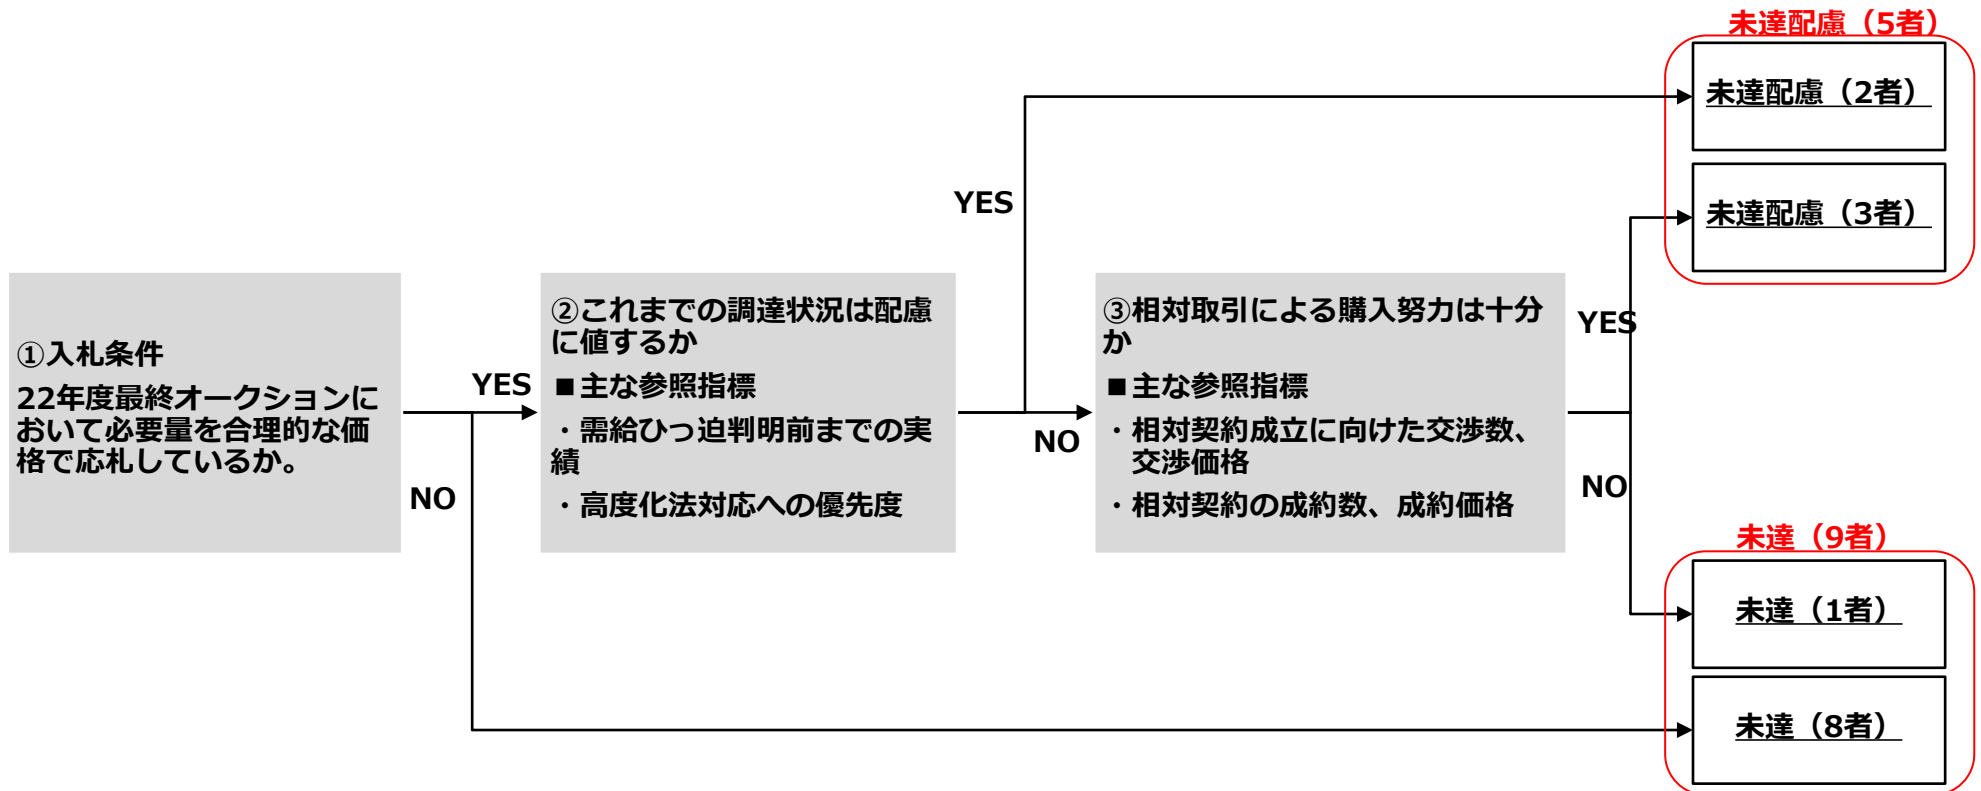 ①入札条件
22年度最終オークションに
おいて必要量を合理的な価
格で応札しているか。
YES
NO
②これまでの調達状況は配慮
に値するか
■主な参照指標
・需給ひっ迫判明前までの実
績
・高度化法対応への優先度
YES
NO
③相対取引による購入努力は十分
か
■主な参照指標
・相対契約成立に向けた交渉数、
交渉価格
・相対契約の成約数、成約価格
YES
NO
未達配慮（5者）
未達配慮（2者）
未達配慮（3者）
未達（9者）
未達（1者）
未達（8者）